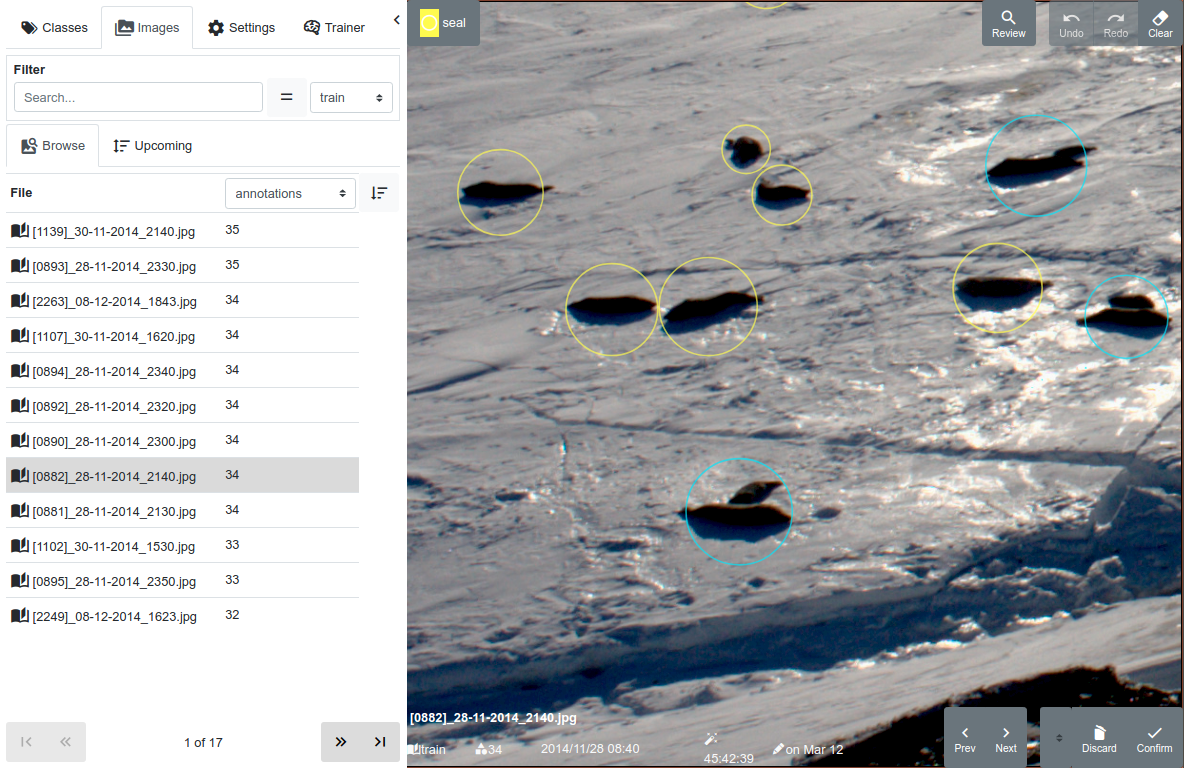 Classes Images Settings Trainer
Filter
Search... = train
Browse Upcoming
File annotations
[1139]_30-11-2014_2140.jpg 35
[0893]_28-11-2014_2330.jpg 35
[2263]_08-12-2014_1843.jpg 34
[1107]_30-11-2014_1620.jpg 34
[0894]_28-11-2014_2340.jpg 34
[0892]_28-11-2014_2320.jpg 34
[0890]_28-11-2014_2300.jpg 34
[0882]_28-11-2014_2140.jpg 34
[0881]_28-11-2014_2130.jpg 34
[1102]_30-11-2014_1530.jpg 33
[0895]_28-11-2014_2350.jpg 33
[2249]_08-12-2014_1623.jpg 32
1 of 17
seal
Review Undo Redo Clear
[0882]_28-11-2014_2140.jpg
train 34 2014/11/28 08:40 45:42:39 on Mar 12
Prev Next Discard Confirm